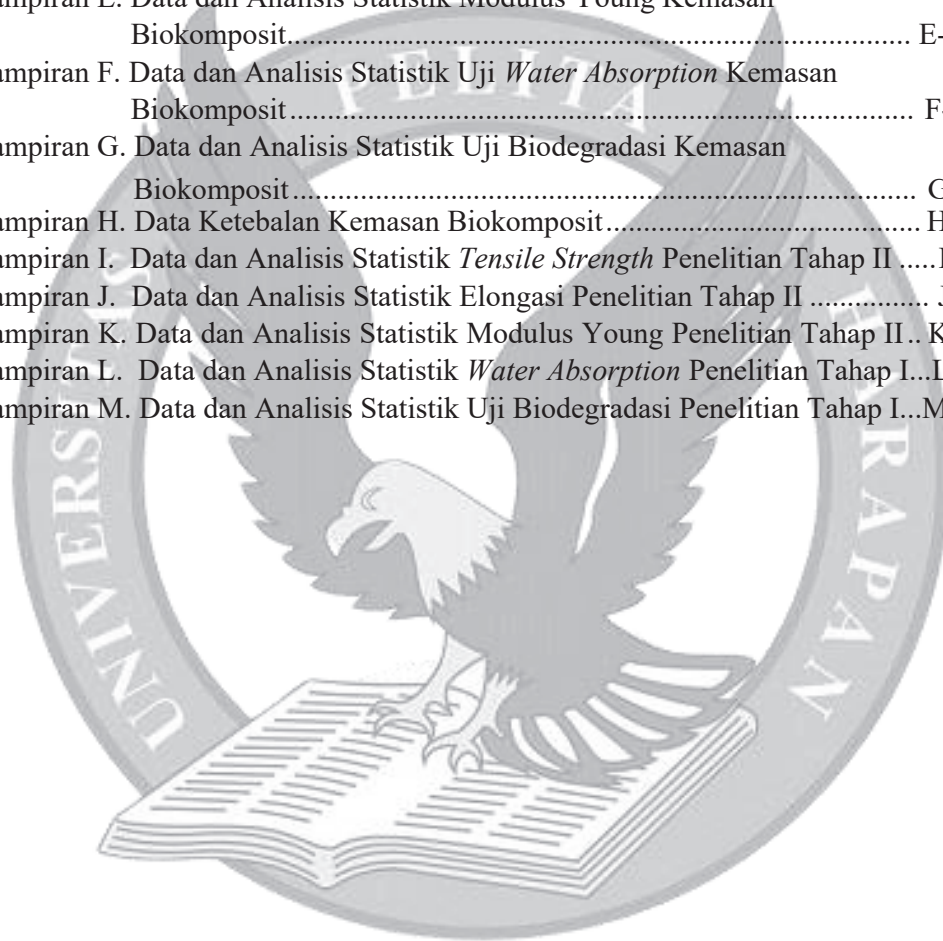 ampiran E. Data dan Analisis Statistik Modulus Young Kemasan
Biokomposit.......................................................................................... E-
ampiran F. Data dan Analisis Statistik Uji Water Absorption Kemasan
Biokomposit.......................................................................................... F-
ampiran G. Data dan Analisis Statistik Uji Biodegradasi Kemasan
Biokomposit.......................................................................................... G
ampiran H. Data Ketebalan Kemasan Biokomposit............................................. H
ampiran I. Data dan Analisis Statistik Tensile Strength Penelitian Tahap II .....I
ampiran J. Data dan Analisis Statistik Elongasi Penelitian Tahap II ................ J
ampiran K. Data dan Analisis Statistik Modulus Young Penelitian Tahap II.. K
ampiran L. Data dan Analisis Statistik Water Absorption Penelitian Tahap I...L
ampiran M. Data dan Analisis Statistik Uji Biodegradasi Penelitian Tahap I...M
UNIVERSITAS PELITA HARAPAN